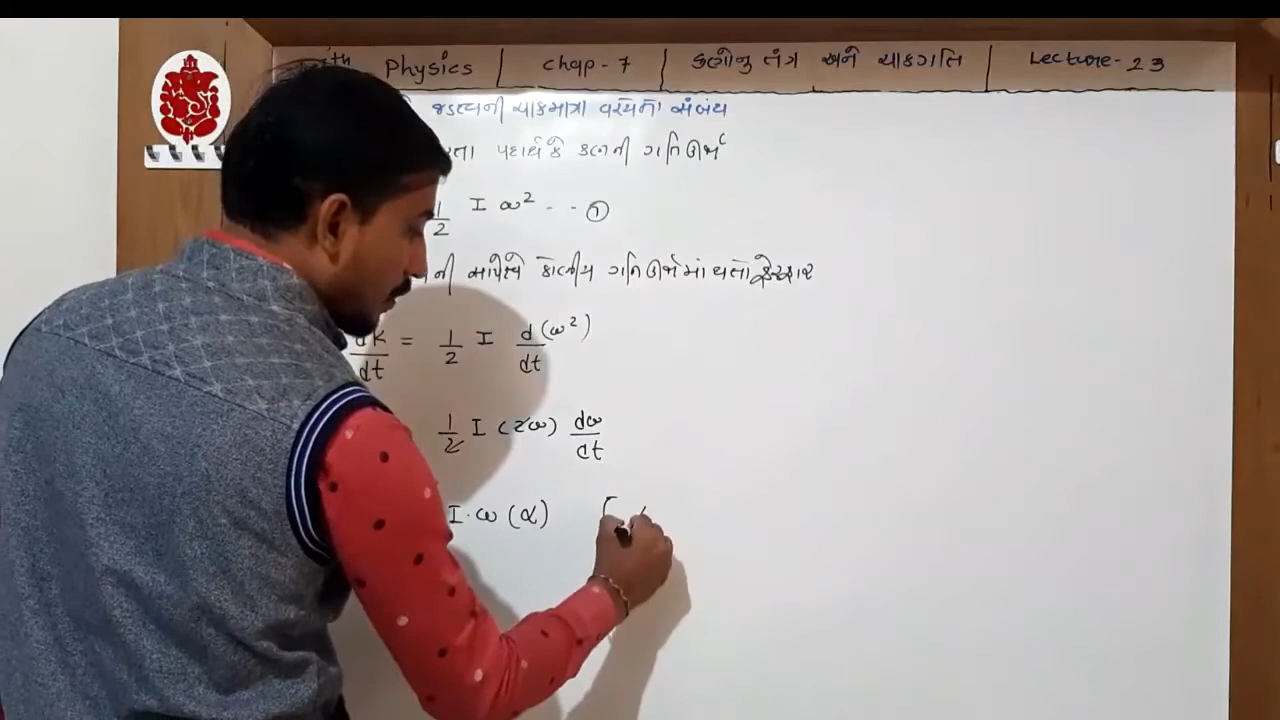 th Physics | Chap-7 | કણોનુ તંત્ર અને ચાકગતિ | Lecture-23
જડત્વની ચાકમાત્રા વચ્ચેનો સંબંધ
પદાર્થ કે કણની ગતિઊર્જા
1/2 I ω² -- ①
ની સાપેક્ષે કોણીય ગતિઊર્જામાં થતો ફેરફાર
dK/dt = 1/2 I d(ω²)/dt
1/2 I (2ω) dω/dt
I·ω(α) [